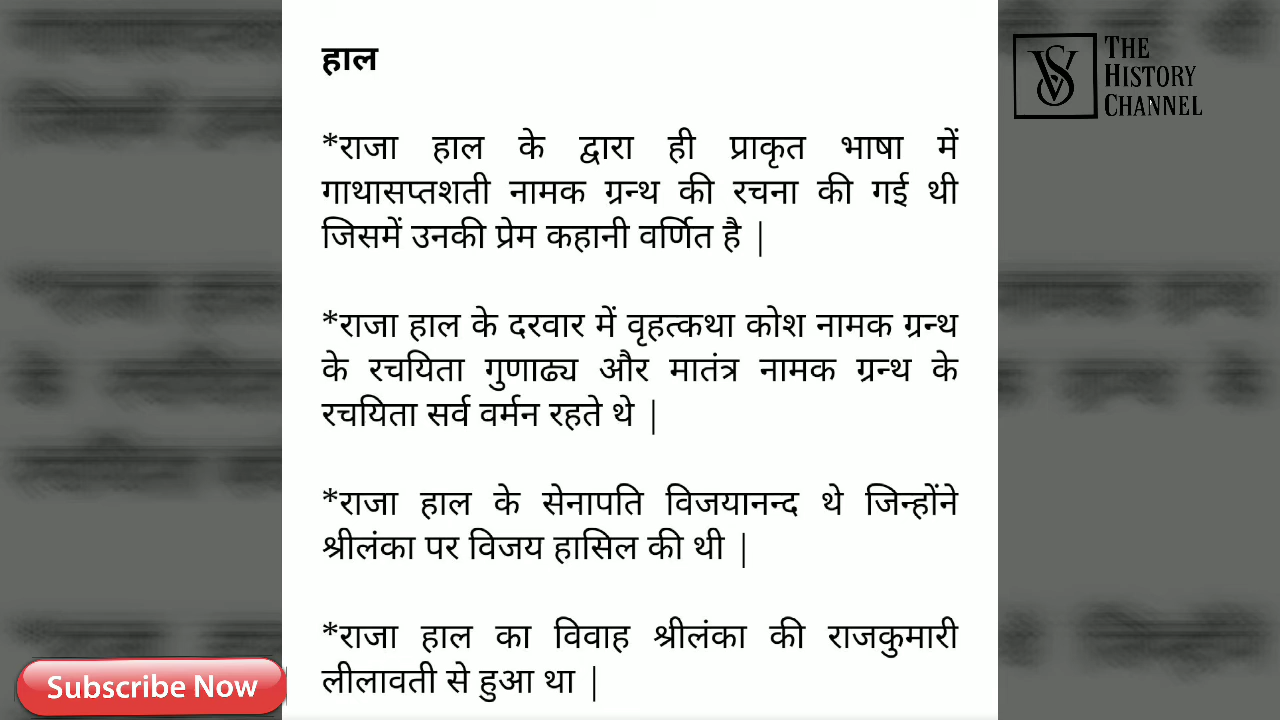 हाल
*राजा हाल के द्वारा ही प्राकृत भाषा में
गाथासप्तशती नामक ग्रन्थ की रचना की गई थी
जिसमें उनकी प्रेम कहानी वर्णित है |
*राजा हाल के दरवार में वृहत्कथा कोश नामक ग्रन्थ
के रचयिता गुणाढ्य और मातंत्र नामक ग्रन्थ के
रचयिता सर्व वर्मन रहते थे |
*राजा हाल के सेनापति विजयानन्द थे जिन्होंने
श्रीलंका पर विजय हासिल की थी |
*राजा हाल का विवाह श्रीलंका की राजकुमारी
लीलावती से हुआ था |
VS
THE
HISTORY
CHANNEL
Subscribe Now